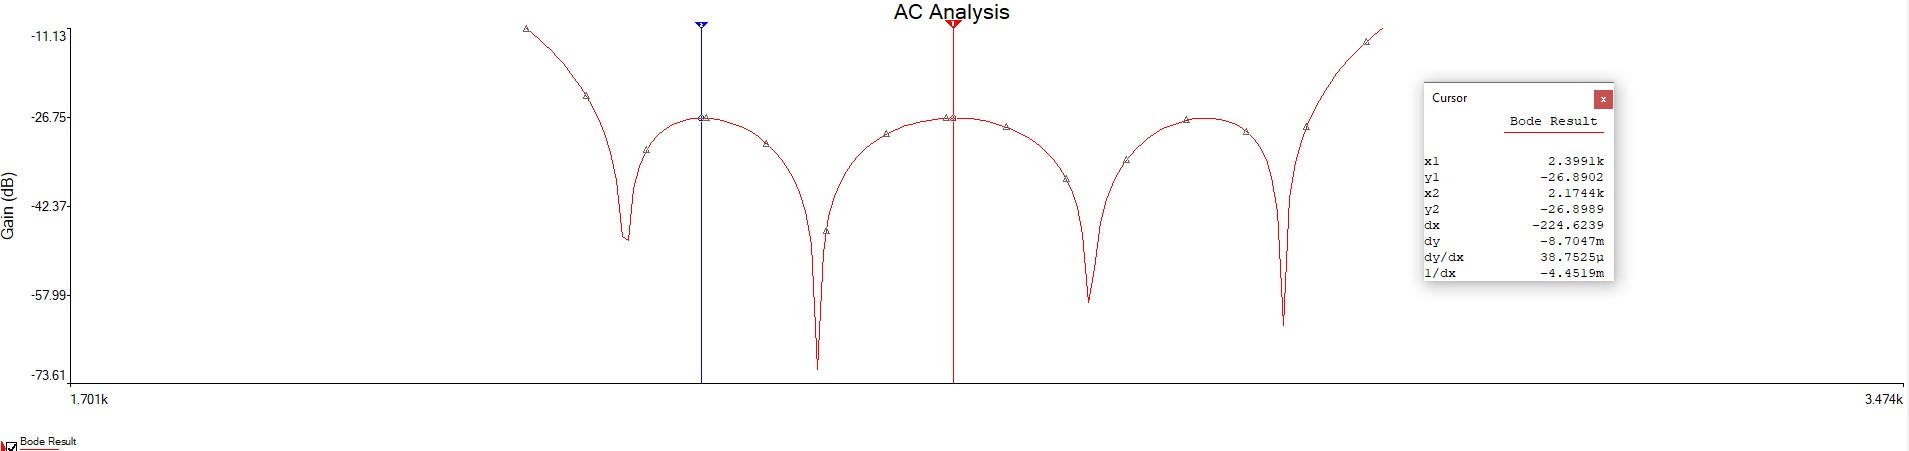 AC Analysis
Gain (dB)
-11.13
-26.75
-42.37
-57.99
-73.61
1.701k
3.474k
Cursor
x
Bode Result
x1 2.3991k
y1 -26.8902
x2 2.1744k
y2 -26.8989
dx -224.6239
dy -8.7047m
dy/dx 38.7525µ
1/dx -4.4519m
Bode Result